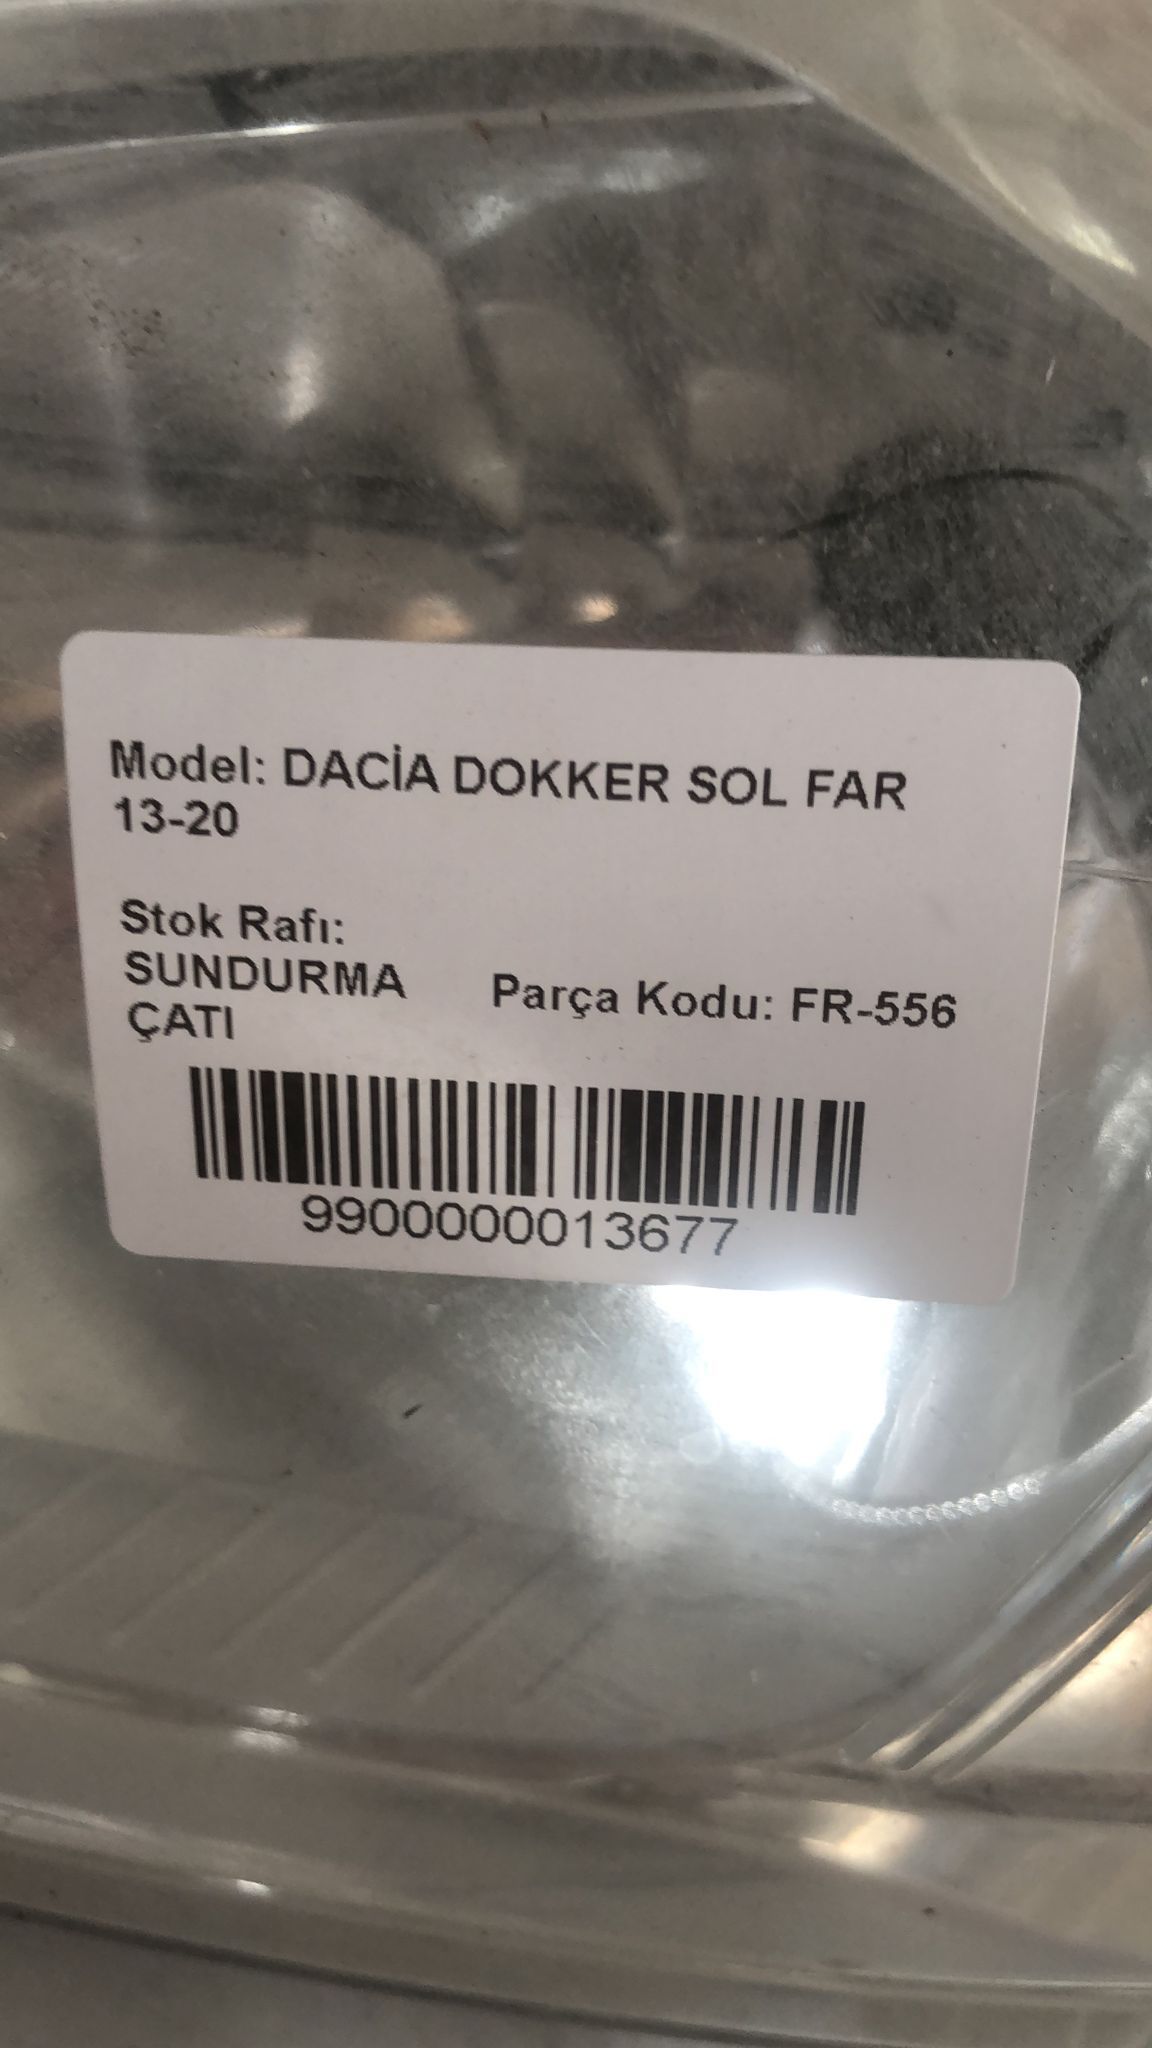 Model: DACİA DOKKER SOL FAR
13-20
Stok Rafı:
SUNDURMA
ÇATI
Parça Kodu: FR-556
9900000013677